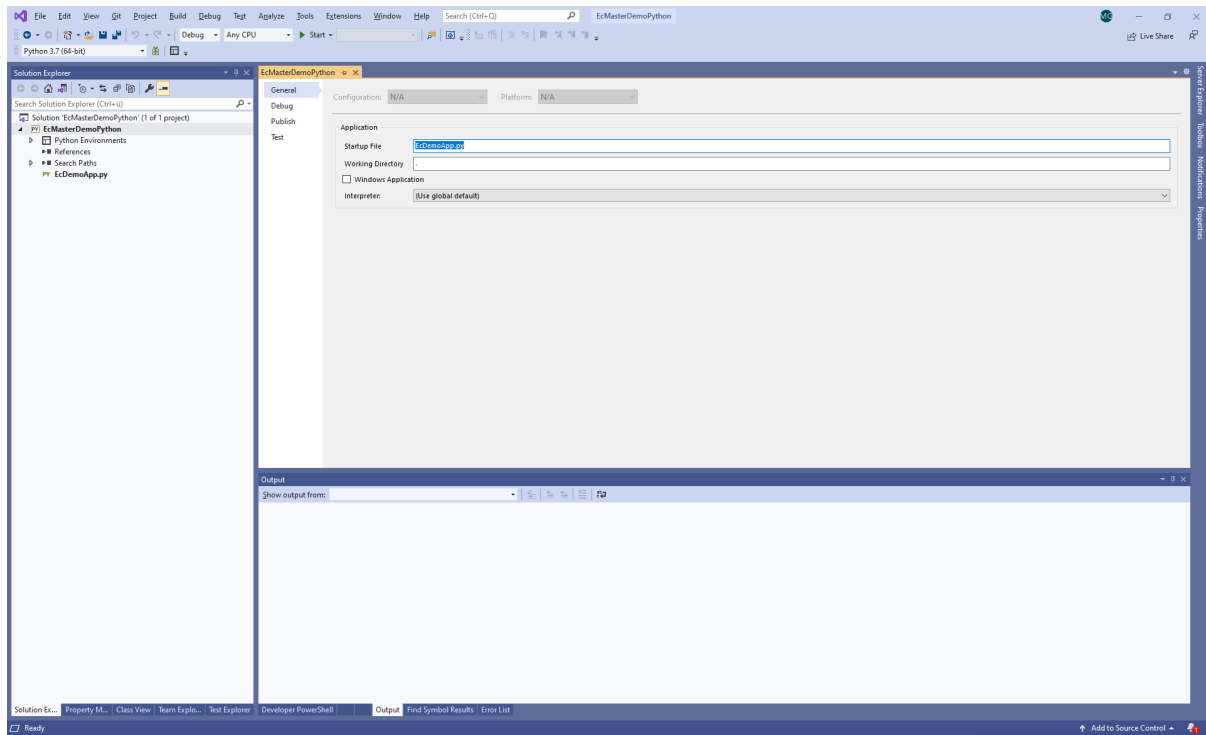 File Edit View Git Project Build Debug Test Analyze Tools Extensions Window Help Search (Ctrl+Q) EcMasterDemoPython MG
Debug Any CPU Start Live Share
Python 3.7 (64-bit)
Solution Explorer
Search Solution Explorer (Ctrl+ü)
Solution 'EcMasterDemoPython' (1 of 1 project)
PY EcMasterDemoPython
Python Environments
References
Search Paths
PY EcDemoApp.py
EcMasterDemoPython
General
Debug
Publish
Test
Configuration: N/A Platform: N/A
Application
Startup File EcDemoApp.py
Working Directory .
Windows Application
Interpreter: (Use global default)
Server Explorer
Toolbox
Notifications
Properties
Output
Show output from:
Solution Ex... Property M... Class View Team Explo... Test Explorer Developer PowerShell Output Find Symbol Results Error List
Ready Add to Source Control 1